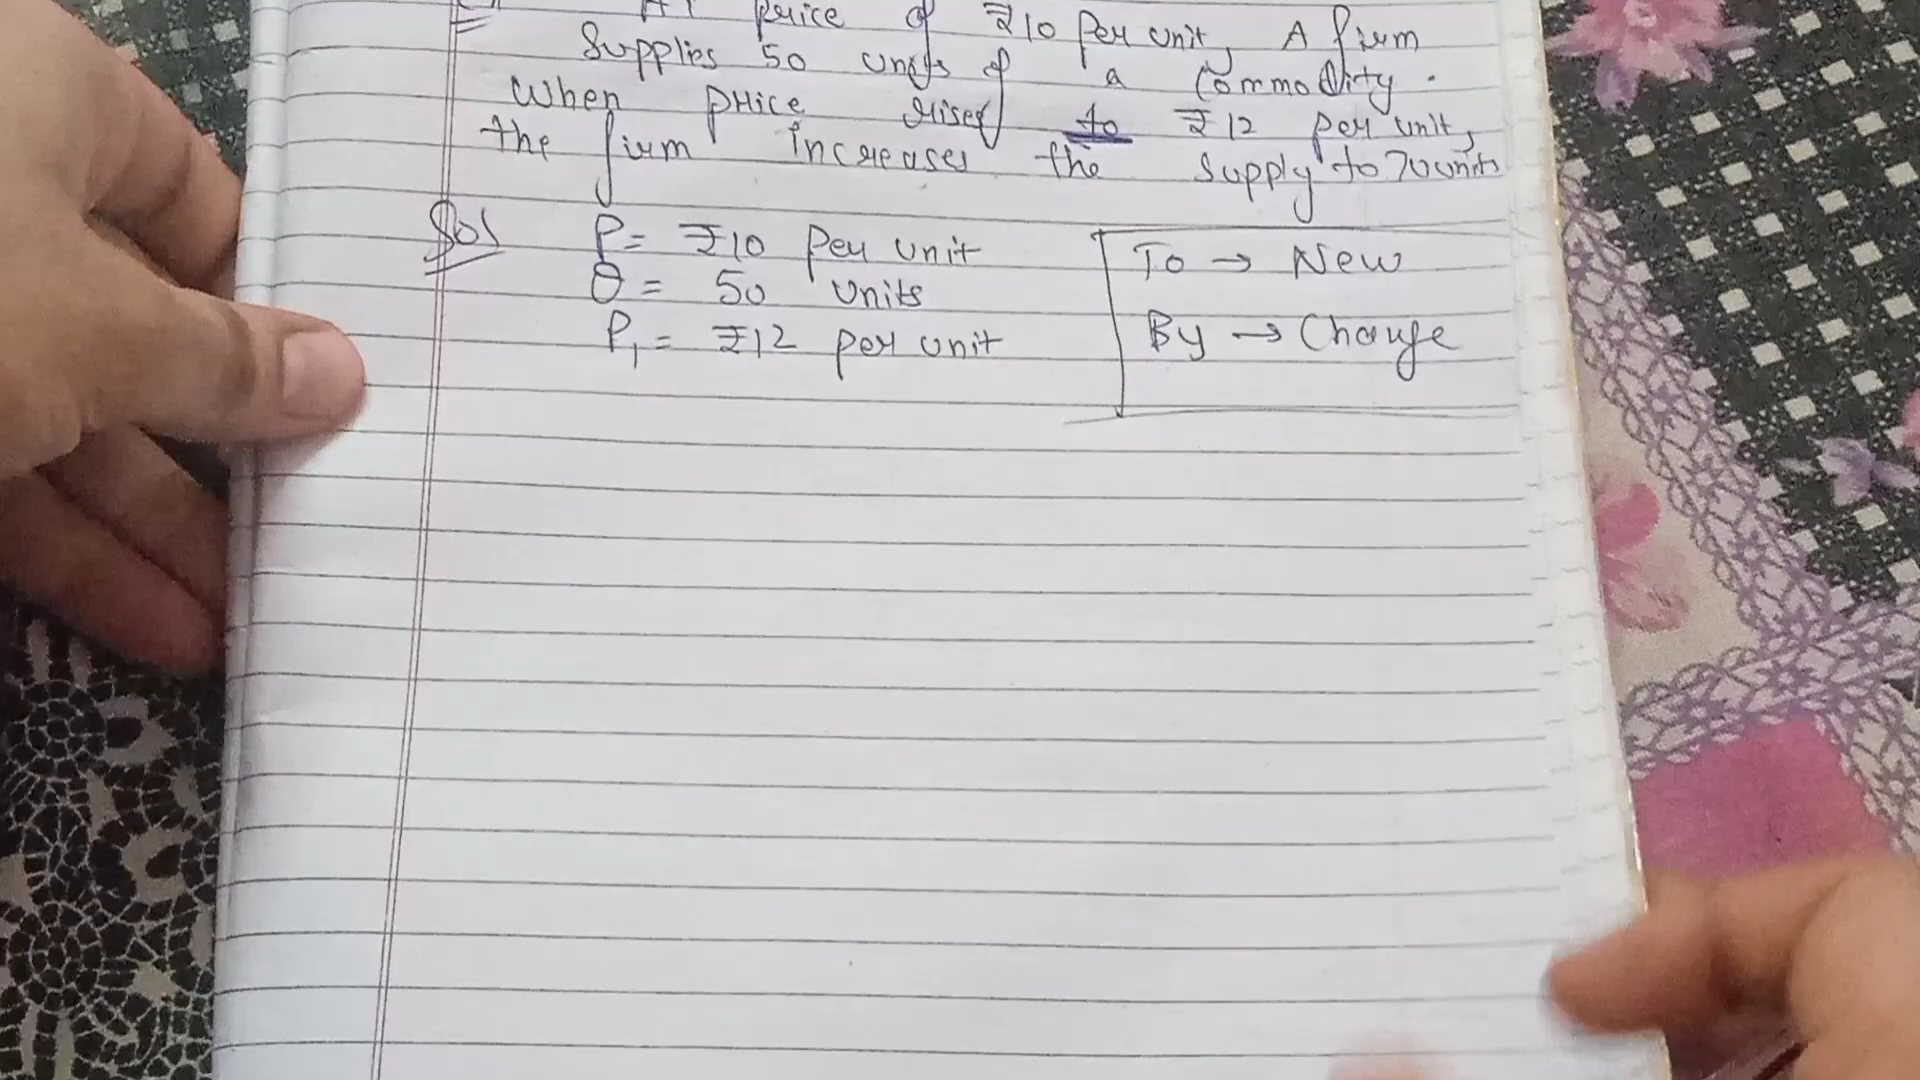 At price of ₹10 Per unit, A firm
Supplies 50 units of a Commodity.
When price rises to ₹12 per unit,
the firm increases the supply to 70 units
Sol P = ₹10 Per unit
Q = 50 units
P₁ = ₹12 per unit
To → New
By → Change